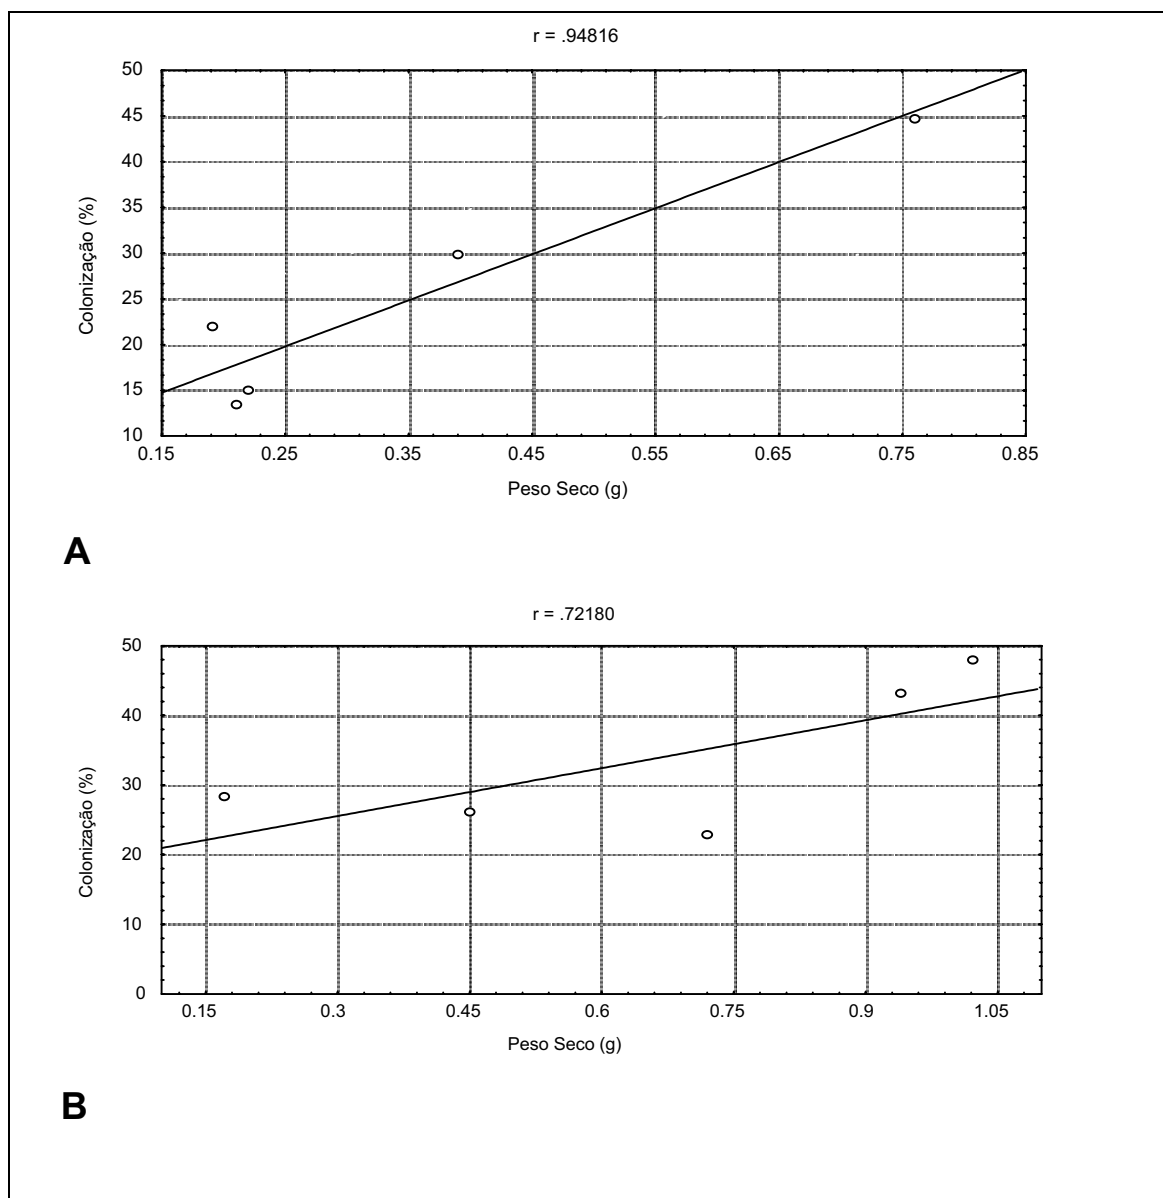 r = .94816
50
45
40
35
30
25
20
15
10
Colonização (%)
0.15 0.25 0.35 0.45 0.55 0.65 0.75 0.85
Peso Seco (g)
A
r = .72180
50
40
30
20
10
0
Colonização (%)
0.15 0.3 0.45 0.6 0.75 0.9 1.05
Peso Seco (g)
B